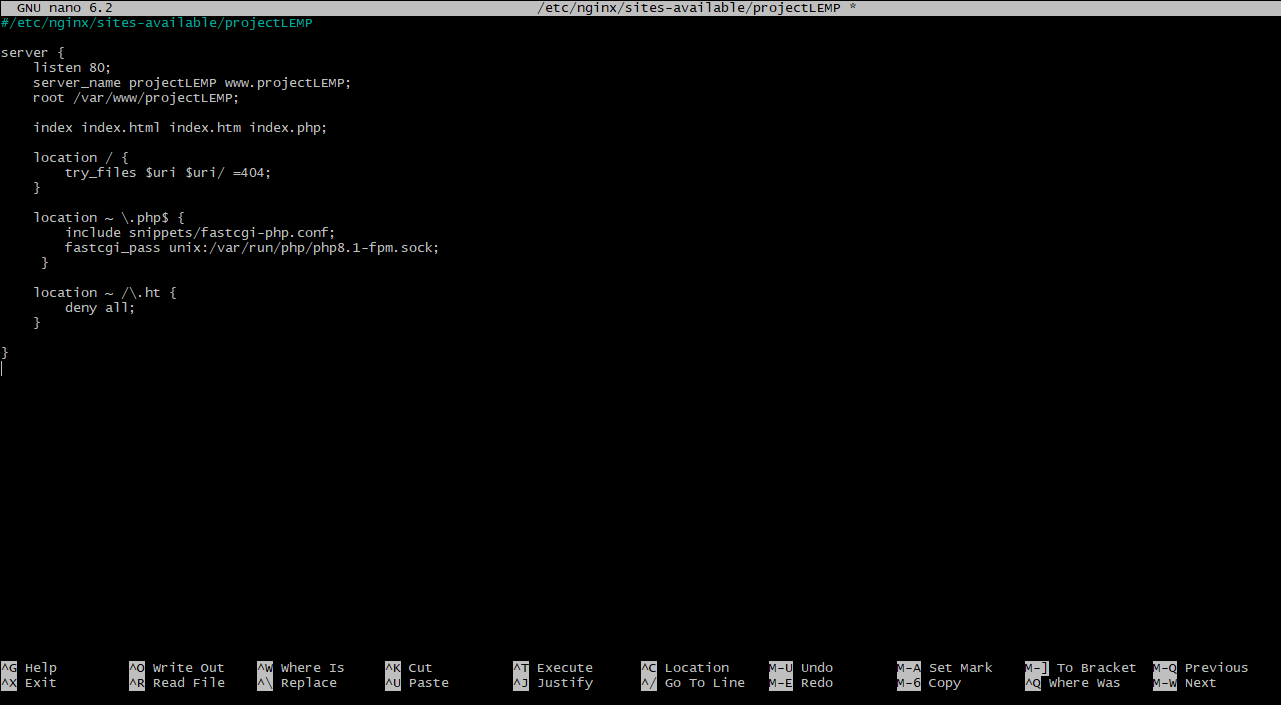 GNU nano 6.2 /etc/nginx/sites-available/projectLEMP *
#/etc/nginx/sites-available/projectLEMP
server {
listen 80;
server_name projectLEMP www.projectLEMP;
root /var/www/projectLEMP;
index index.html index.htm index.php;
location / {
try_files $uri $uri/ =404;
}
location ~ \.php$ {
include snippets/fastcgi-php.conf;
fastcgi_pass unix:/var/run/php/php8.1-fpm.sock;
}
location ~ /\.ht {
deny all;
}
}
^G Help ^O Write Out ^W Where Is ^K Cut ^T Execute ^C Location M-U Undo M-A Set Mark M-] To Bracket M-Q Previous
^X Exit ^R Read File ^\ Replace ^U Paste ^J Justify ^/ Go To Line M-E Redo M-6 Copy ^Q Where Was M-W Next